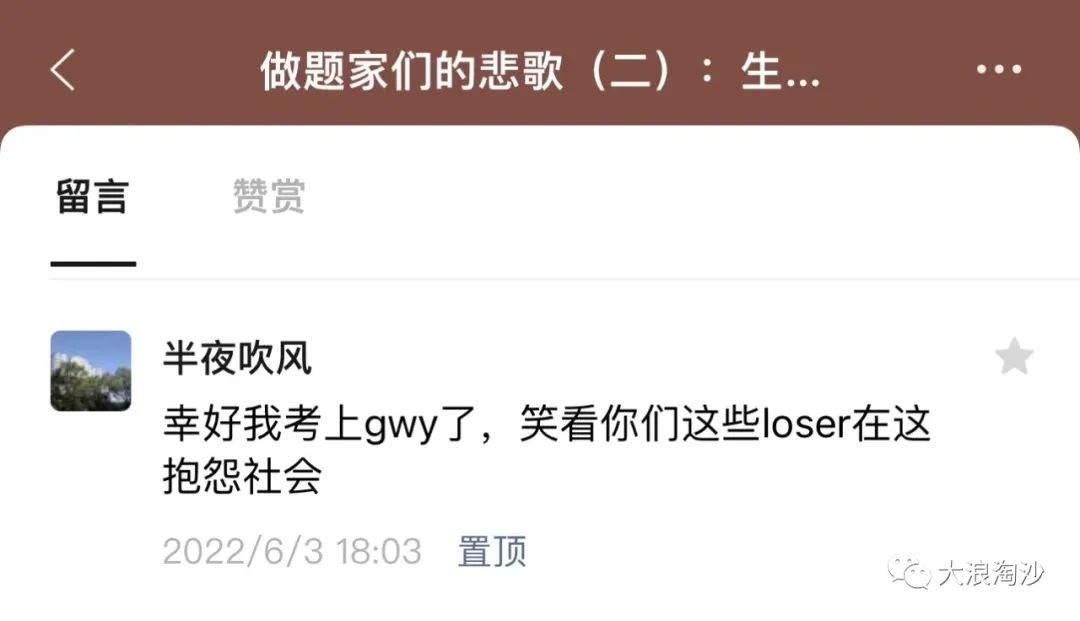 做题家们的悲歌（二）：生...
留言 赞赏
半夜吹风
幸好我考上gwy了，笑看你们这些loser在这
抱怨社会
2022/6/3 18:03 置顶
大浪淘沙